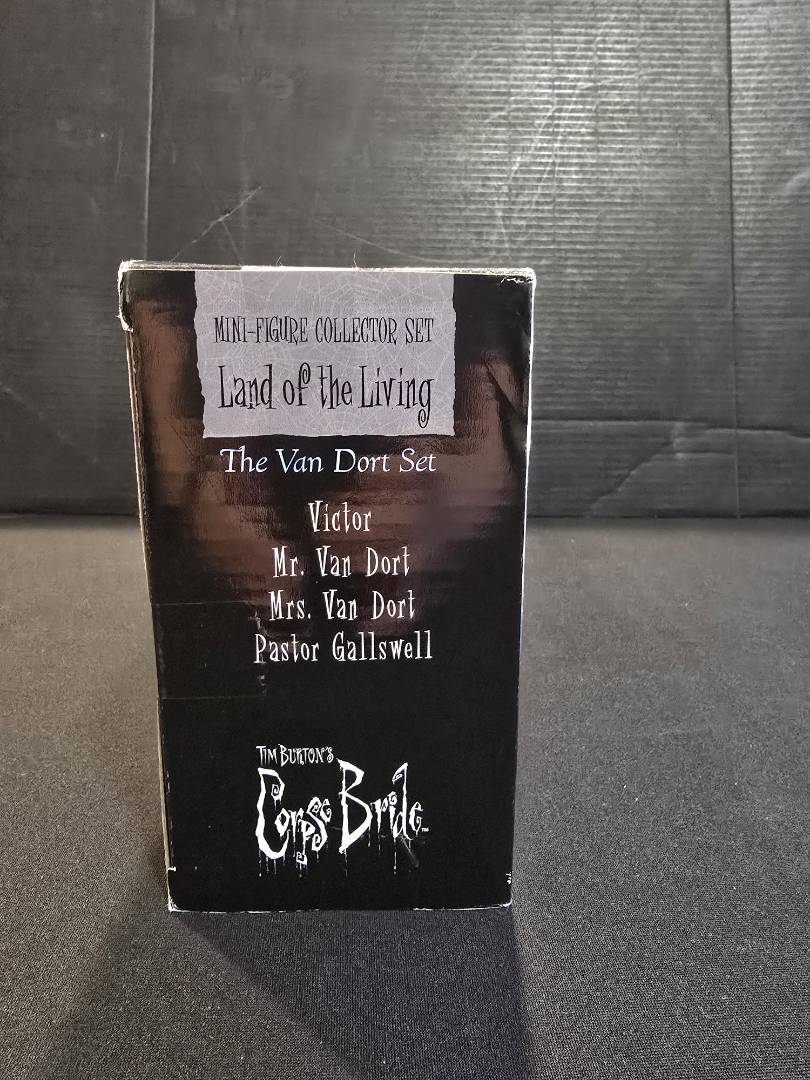 MINI-FIGURE COLLECTOR SET
Land of the Living
The Van Dort Set
Victor
Mr. Van Dort
Mrs. Van Dort
Pastor Gallswell
TIM BURTON'S
Corpse Bride™